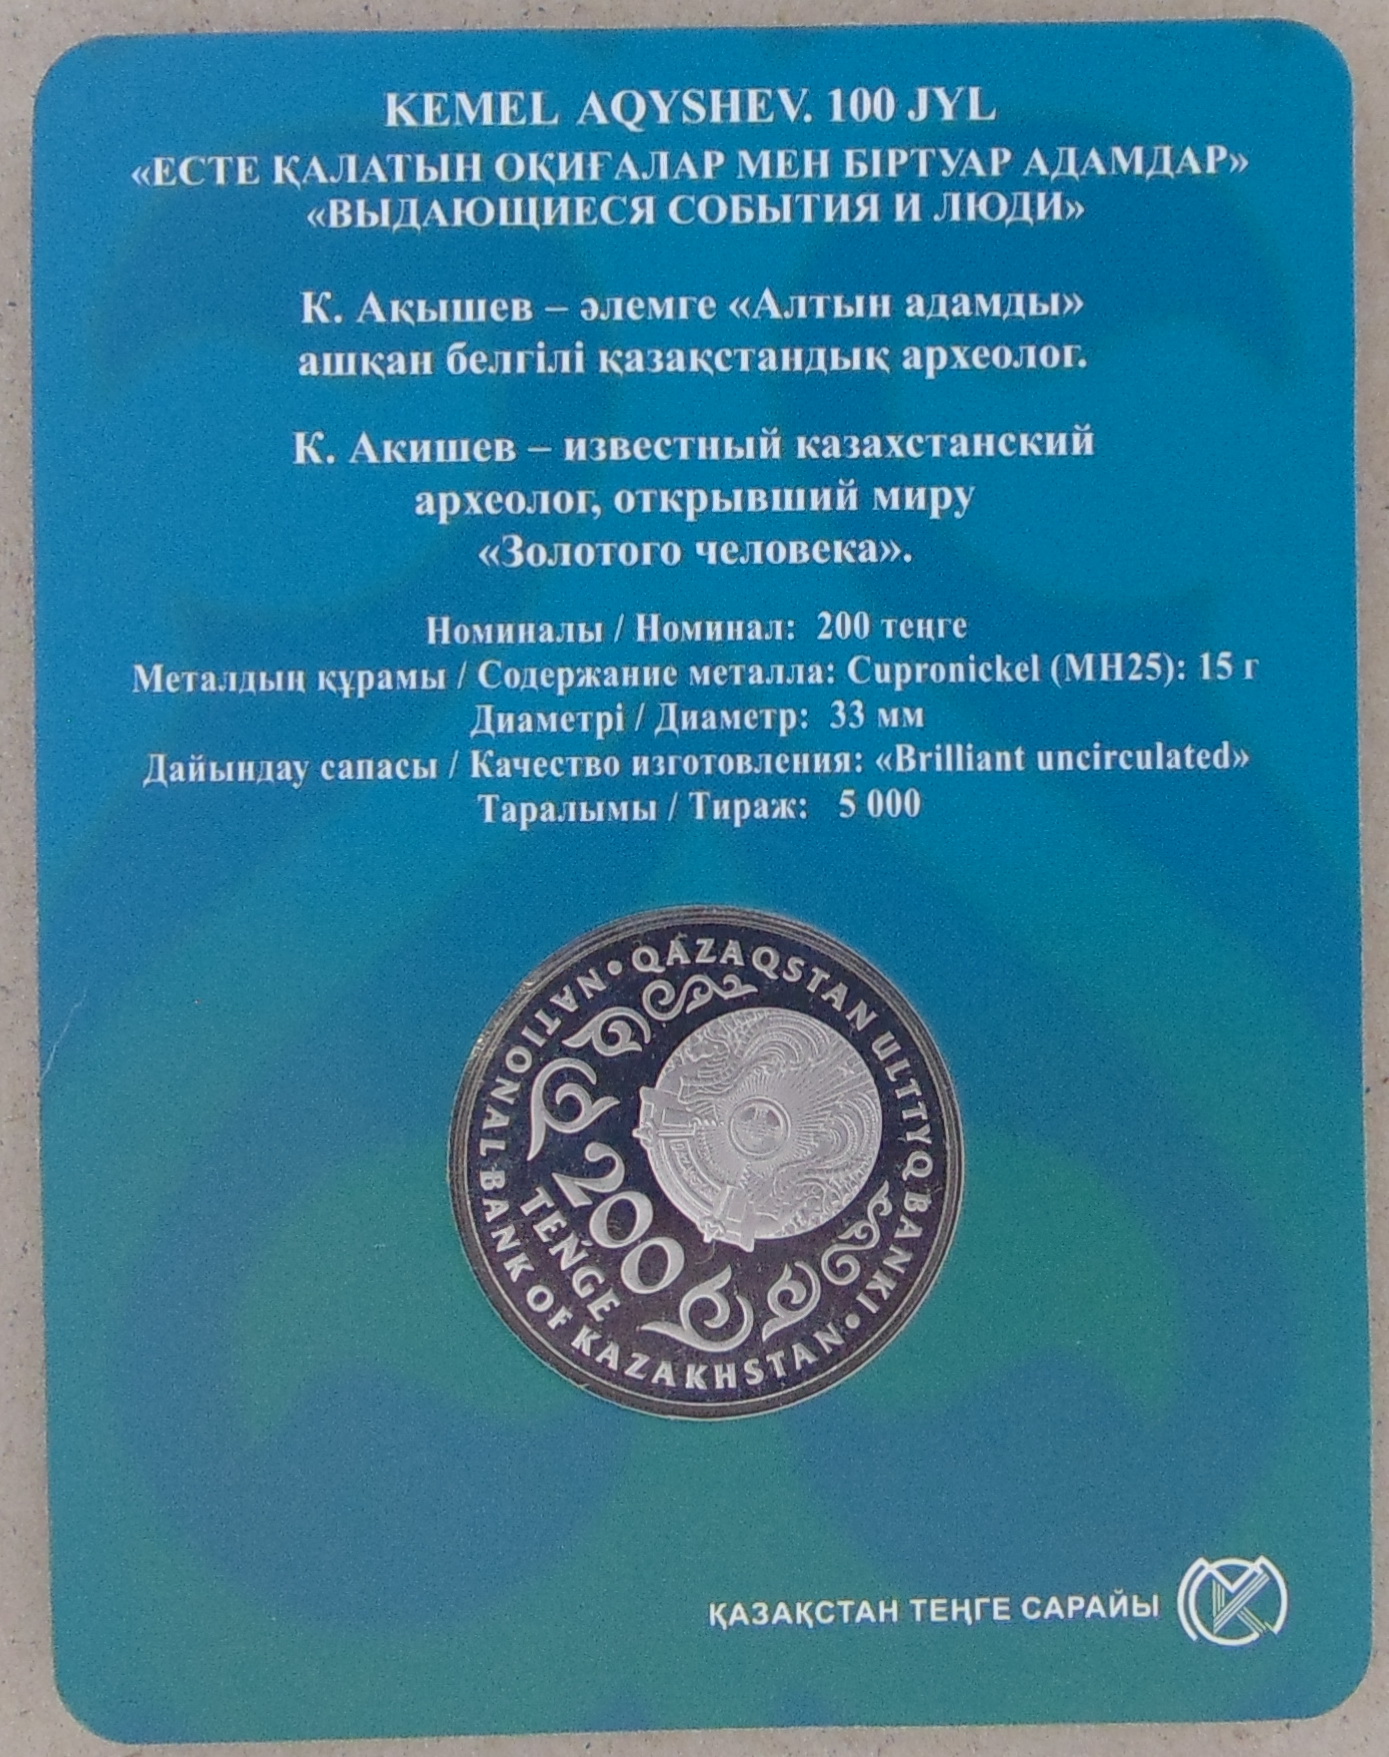 KEMEL AQYSHEV. 100 JYL
«ЕСТЕ ҚАЛАТЫН ОҚИҒАЛАР МЕН БІРТУАР АДАМДАР»
«ВЫДАЮЩИЕСЯ СОБЫТИЯ И ЛЮДИ»
К. Ақышев – әлемге «Алтын адамды»
ашқан белгілі қазақстандық археолог.
К. Акишев – известный казахстанский
археолог, открывший миру
«Золотого человека».
Номиналы / Номинал: 200 теңге
Металдың құрамы / Содержание металла: Cupronickel (МН25): 15 г
Диаметрі / Диаметр: 33 мм
Дайындау сапасы / Качество изготовления: «Brilliant uncirculated»
Таралымы / Тираж: 5 000
• QAZAQSTAN ULTTYQ BANKI •
NATIONAL BANK OF KAZAKHSTAN
200
TEŃGE
ҚАЗАҚСТАН ТЕҢГЕ САРАЙЫ